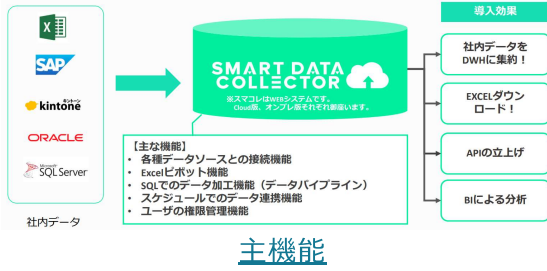 SAP
キントーン
kintone
ORACLE
Microsoft
SQL Server
社内データ
SMART DATA
COLLECTOR
※スマコレはWEBシステムです。
Cloud版、オンプレ版それぞれ御座います。
【主な機能】
• 各種データソースとの接続機能
• Excelピボット機能
• SQLでのデータ加工機能（データパイプライン）
• スケジュールでのデータ連携機能
• ユーザの権限管理機能
導入効果
社内データを
DWHに集約！
EXCELダウン
ロード！
APIの立上げ
BIによる分析
主機能